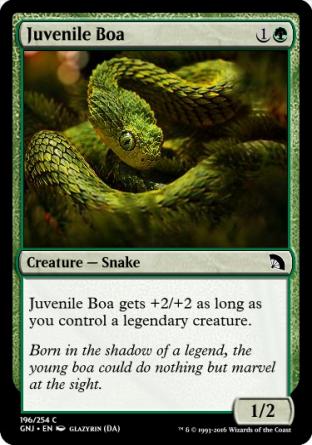 Juvenile Boa 1
Creature — Snake
Juvenile Boa gets +2/+2 as long as
you control a legendary creature.
Born in the shadow of a legend, the
young boa could do nothing but marvel
at the sight.
1/2
196/254 C
GNJ • EN GLAZYRIN (DA)
™ & © 1993-2016 Wizards of the Coast